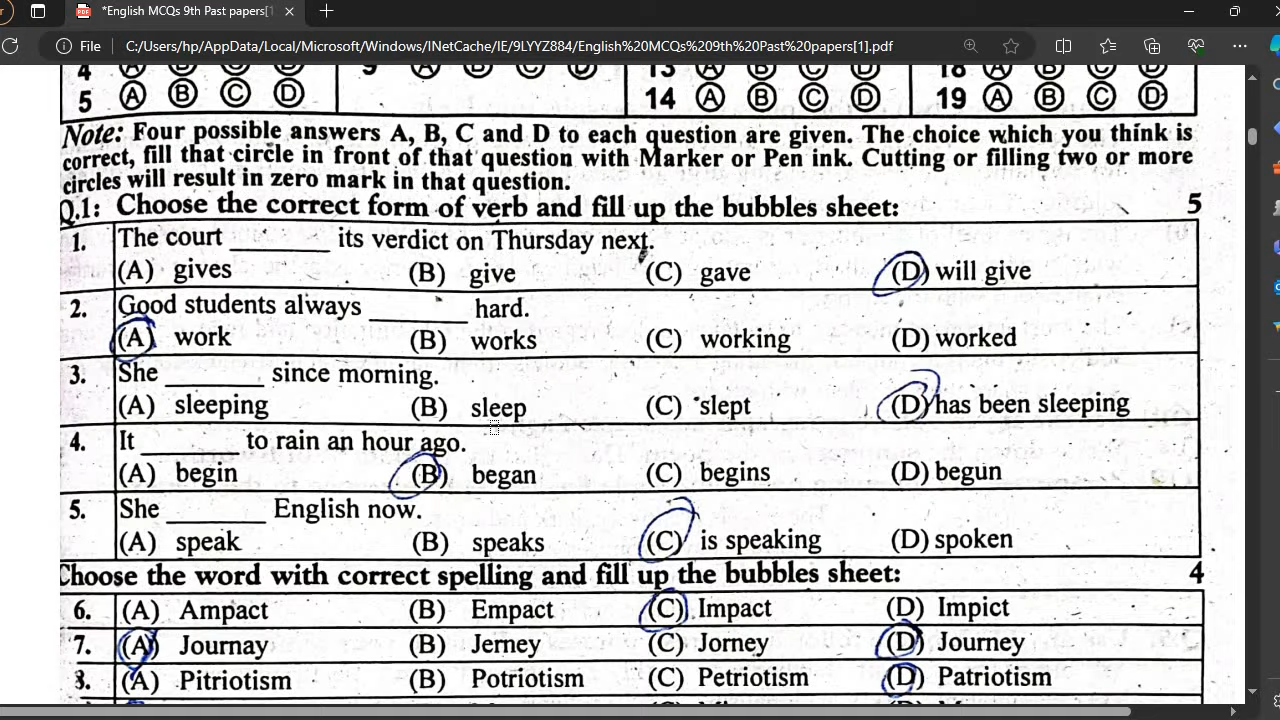 *English MCQs 9th Past papers[1
File C:/Users/hp/AppData/Local/Microsoft/Windows/INetCache/IE/9LYYZ884/English%20MCQs%209th%20Past%20papers[1].pdf
4 A B C D 9 A B C D 13 A B C D 18 A B C D
5 A B C D 14 A B C D 19 A B C D
Note: Four possible answers A, B, C and D to each question are given. The choice which you think is
correct, fill that circle in front of that question with Marker or Pen ink. Cutting or filling two or more
circles will result in zero mark in that question.
Q.1: Choose the correct form of verb and fill up the bubbles sheet: 5
1. The court ________ its verdict on Thursday next.
(A) gives (B) give (C) gave (D) will give
2. Good students always ________ hard.
(A) work (B) works (C) working (D) worked
3. She ________ since morning.
(A) sleeping (B) sleep (C) slept (D) has been sleeping
4. It ________ to rain an hour ago.
(A) begin (B) began (C) begins (D) begun
5. She ________ English now.
(A) speak (B) speaks (C) is speaking (D) spoken
Choose the word with correct spelling and fill up the bubbles sheet: 4
6. (A) Ampact (B) Empact (C) Impact (D) Impict
7. (A) Journay (B) Jerney (C) Jorney (D) Journey
8. (A) Pitriotism (B) Potriotism (C) Petriotism (D) Patriotism